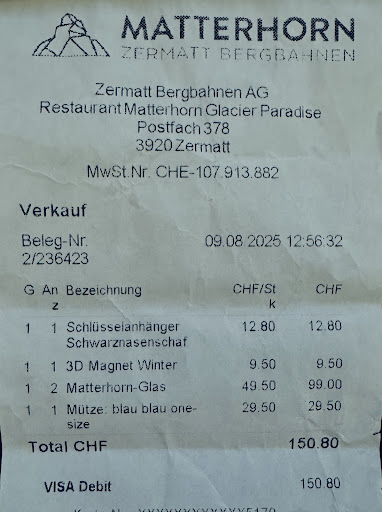 MATTERHORN
ZERMATT BERGBAHNEN
Zermatt Bergbahnen AG
Restaurant Matterhorn Glacier Paradise
Postfach 378
3920 Zermatt
MwSt.Nr. CHE-107.913.882
Verkauf
Beleg-Nr. 09.08.2025 12:56:32
2/236423
G An Bezeichnung CHF/St CHF
z k
1 1 Schlüsselanhänger 12.80 12.80
Schwarznasenschaf
1 1 3D Magnet Winter 9.50 9.50
1 2 Matterhorn-Glas 49.50 99.00
1 1 Mütze: blau blau one- 29.50 29.50
size
Total CHF 150.80
VISA Debit 150.80